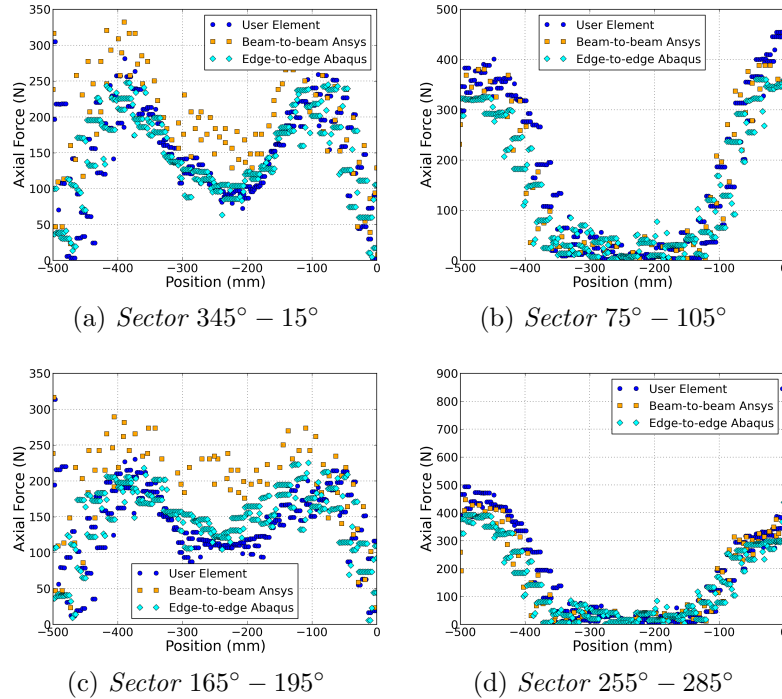 350
300
250
200
150
100
50
0
Axial Force (N)
User Element
Beam-to-beam Ansys
Edge-to-edge Abaqus
−500 −400 −300 −200 −100 0
Position (mm)
(a) Sector 345° − 15°
500
400
300
200
100
0
Axial Force (N)
User Element
Beam-to-beam Ansys
Edge-to-edge Abaqus
−500 −400 −300 −200 −100 0
Position (mm)
(b) Sector 75° − 105°
350
300
250
200
150
100
50
0
Axial Force (N)
User Element
Beam-to-beam Ansys
Edge-to-edge Abaqus
−500 −400 −300 −200 −100 0
Position (mm)
(c) Sector 165° − 195°
900
800
700
600
500
400
300
200
100
0
Axial Force (N)
User Element
Beam-to-beam Ansys
Edge-to-edge Abaqus
−500 −400 −300 −200 −100 0
Position (mm)
(d) Sector 255° − 285°